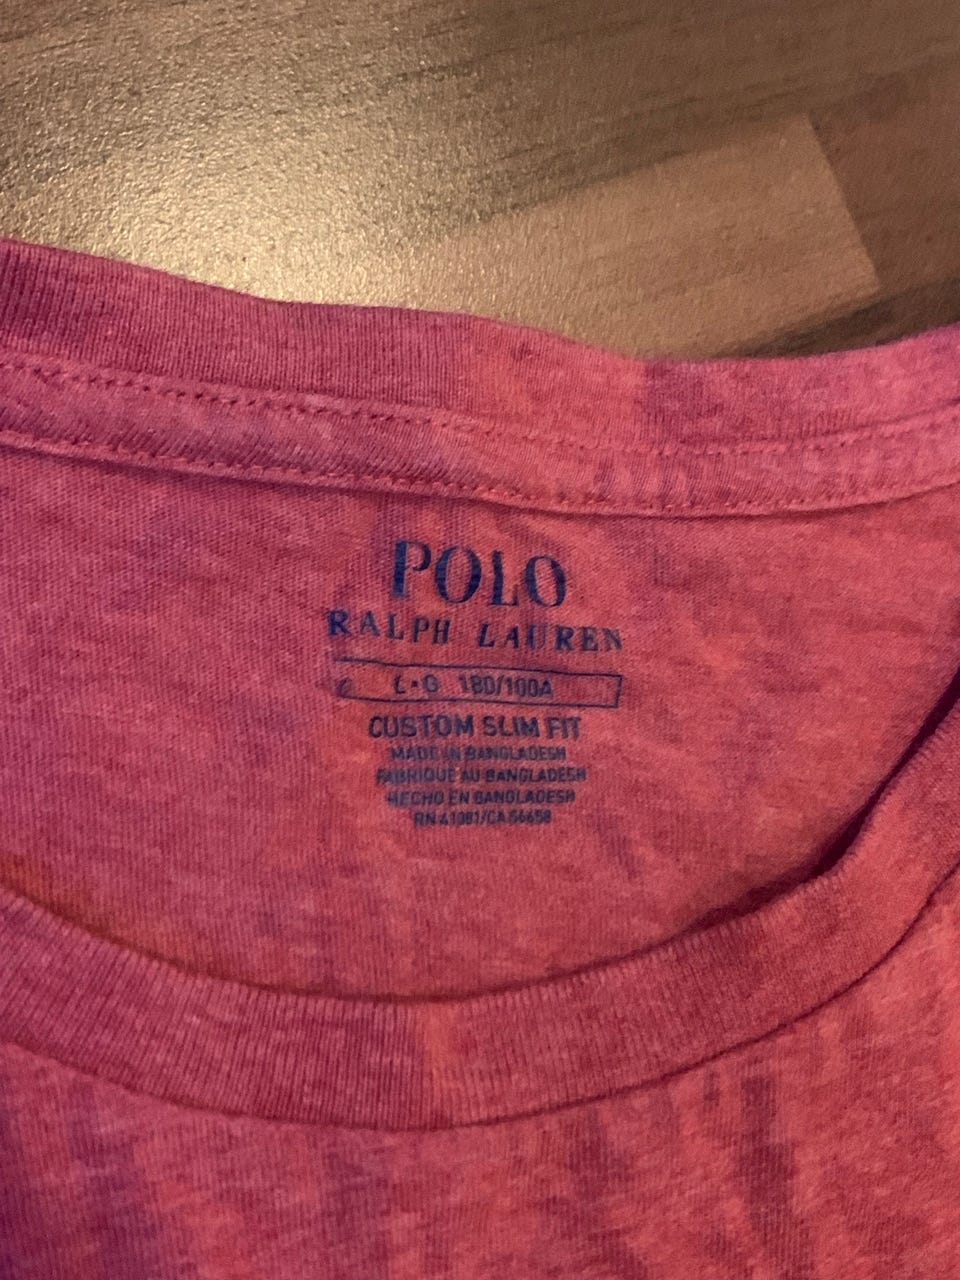 POLO
RALPH LAUREN
L•G 180/100A
CUSTOM SLIM FIT
MADE IN BANGLADESH
FABRIQUÉ AU BANGLADESH
HECHO EN BANGLADESH
RN 41381/CA 56658